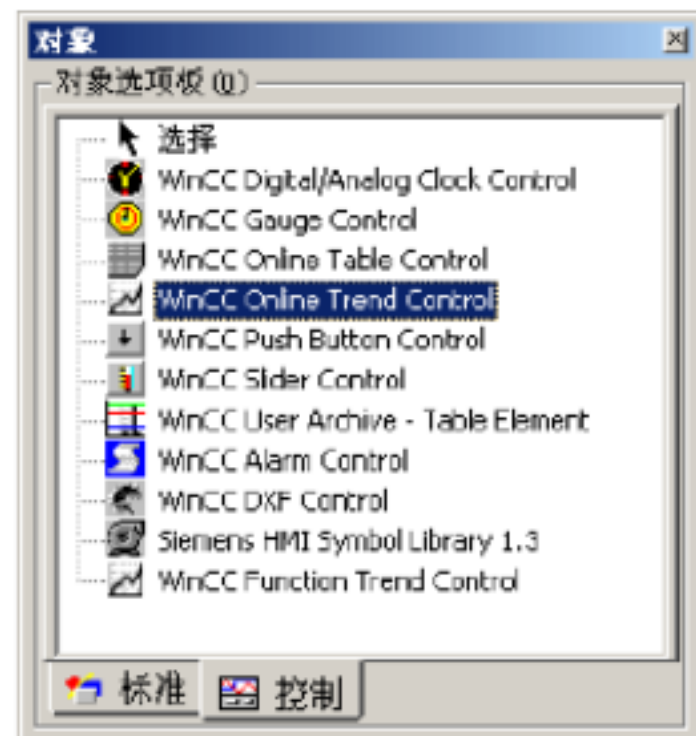 对象
对象选项板(O)
选择
WinCC Digital/Analog Clock Control
WinCC Gauge Control
WinCC Online Table Control
WinCC Online Trend Control
WinCC Push Button Control
WinCC Slider Control
WinCC User Archive - Table Element
WinCC Alarm Control
WinCC DXF Control
Siemens HMI Symbol Library 1.3
WinCC Function Trend Control
标准 控制